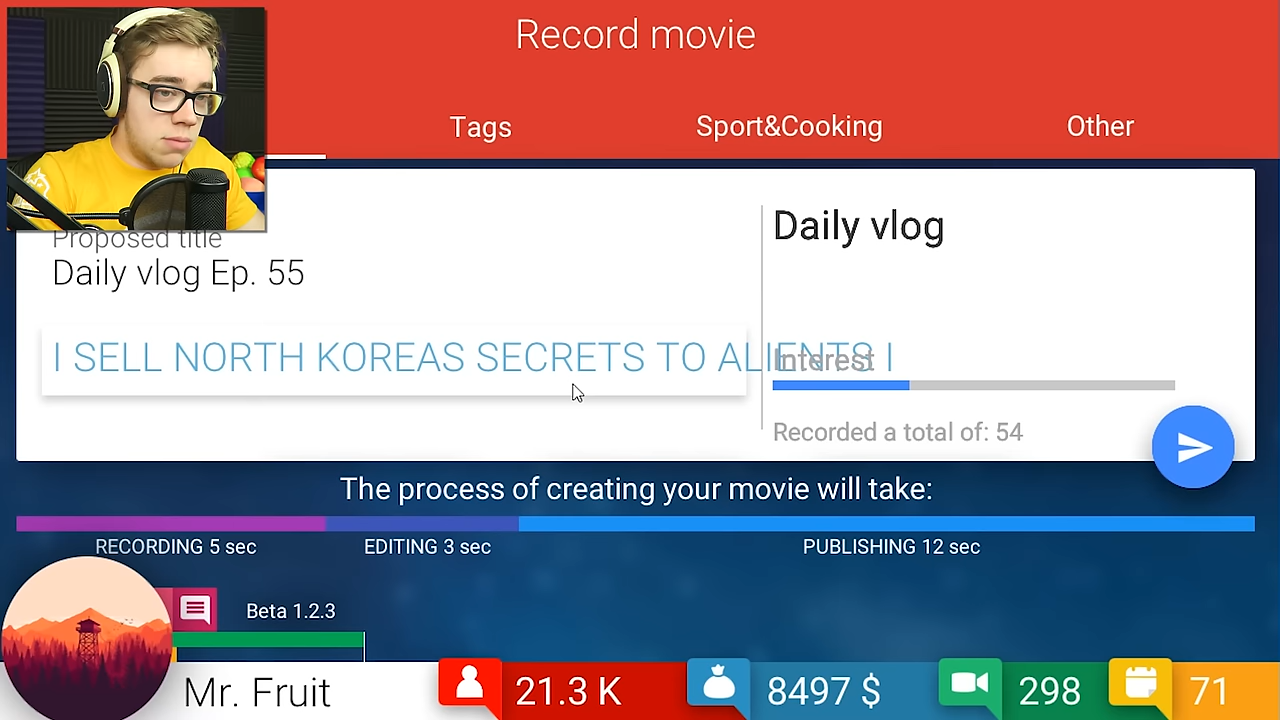 Record movie
Tags
Sport&Cooking
Other
Proposed title
Daily vlog Ep. 55
I SELL NORTH KOREAS SECRETS TO ALIENTS I
Daily vlog
Interest
Recorded a total of: 54
The process of creating your movie will take:
RECORDING 5 sec
EDITING 3 sec
PUBLISHING 12 sec
Beta 1.2.3
Mr. Fruit
21.3 K
8497 $
298
71